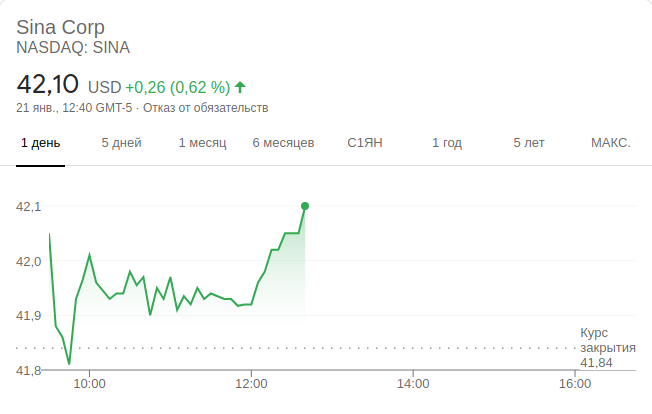 Sina Corp
NASDAQ: SINA
42,10 USD +0,26 (0,62 %)
21 янв., 12:40 GMT-5 · Отказ от обязательств
1 день 5 дней 1 месяц 6 месяцев С1ЯН 1 год 5 лет МАКС.
42,1
42,0
41,9
41,8
Курс
закрытия
41,84
10:00 12:00 14:00 16:00